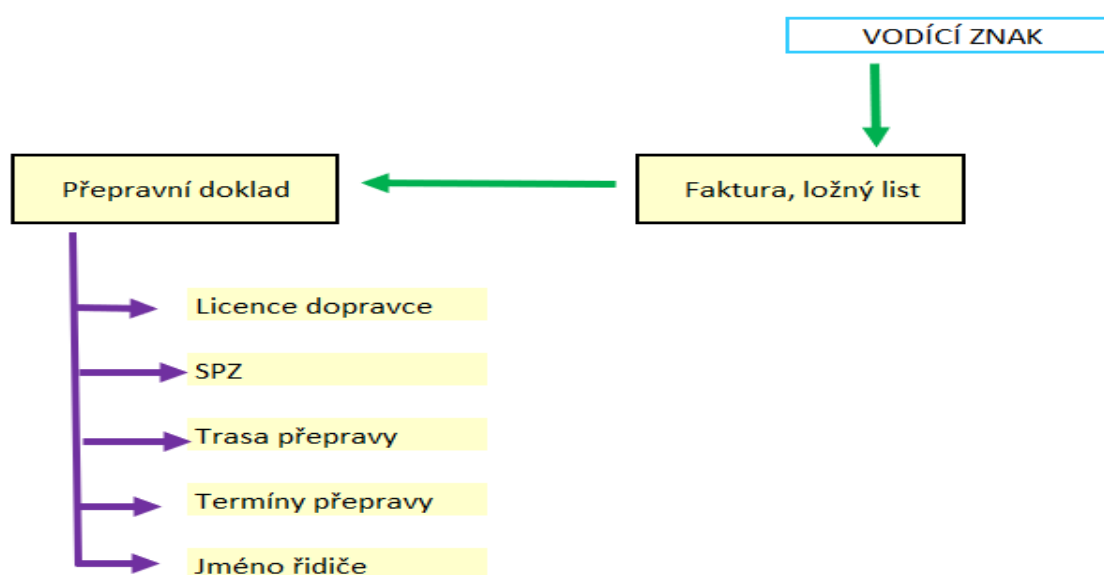 VODÍCÍ ZNAK
Přepravní doklad
Faktura, ložný list
Licence dopravce
SPZ
Trasa přepravy
Termíny přepravy
Jméno řidiče